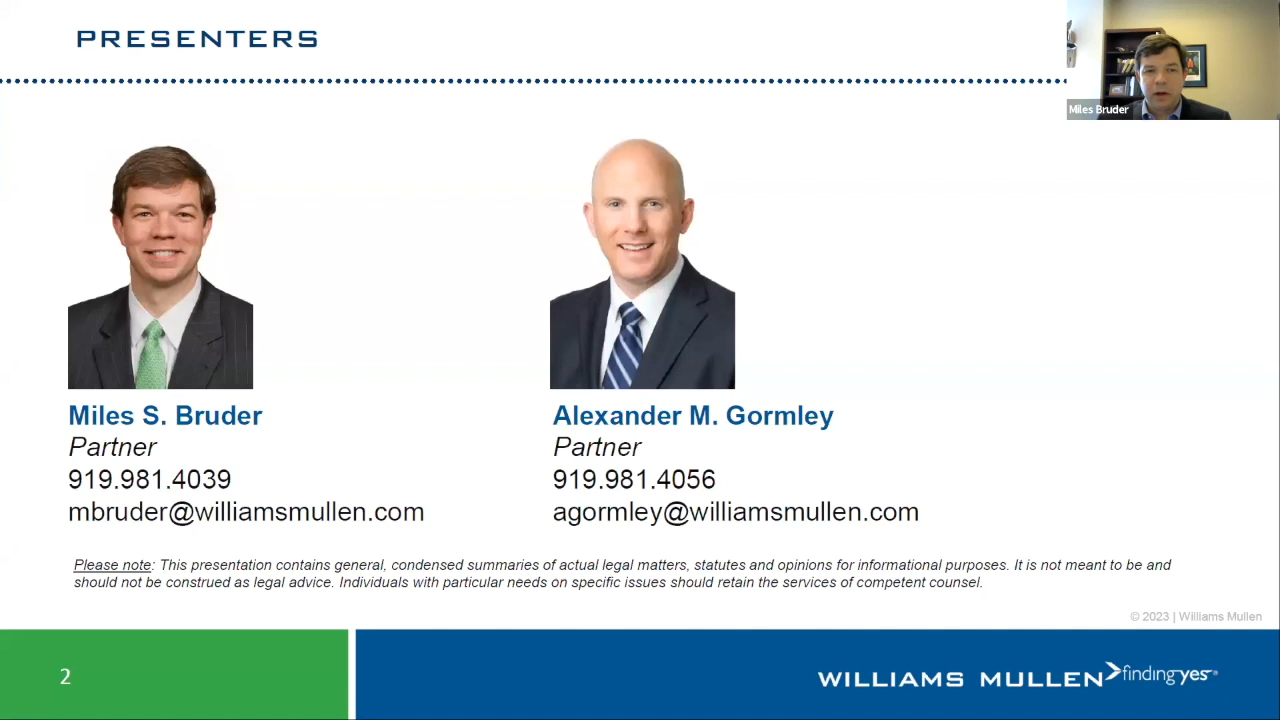 PRESENTERS
Miles Bruder
Miles S. Bruder
Partner
919.981.4039
mbruder@williamsmullen.com
Alexander M. Gormley
Partner
919.981.4056
agormley@williamsmullen.com
Please note: This presentation contains general, condensed summaries of actual legal matters, statutes and opinions for informational purposes. It is not meant to be and
should not be construed as legal advice. Individuals with particular needs on specific issues should retain the services of competent counsel.
© 2023 | Williams Mullen
2
WILLIAMS MULLEN finding yes®